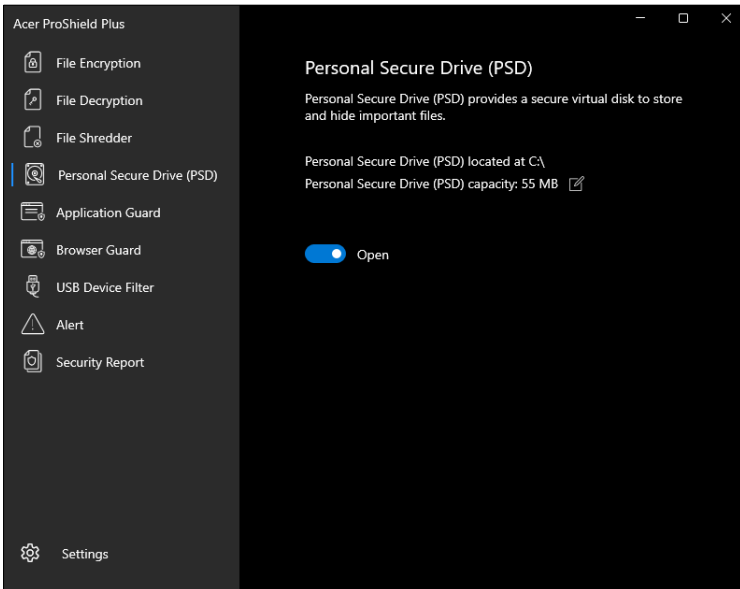 Acer ProShield Plus
File Encryption
File Decryption
File Shredder
Personal Secure Drive (PSD)
Application Guard
Browser Guard
USB Device Filter
Alert
Security Report
Settings
Personal Secure Drive (PSD)
Personal Secure Drive (PSD) provides a secure virtual disk to store
and hide important files.
Personal Secure Drive (PSD) located at C:\
Personal Secure Drive (PSD) capacity: 55 MB
Open